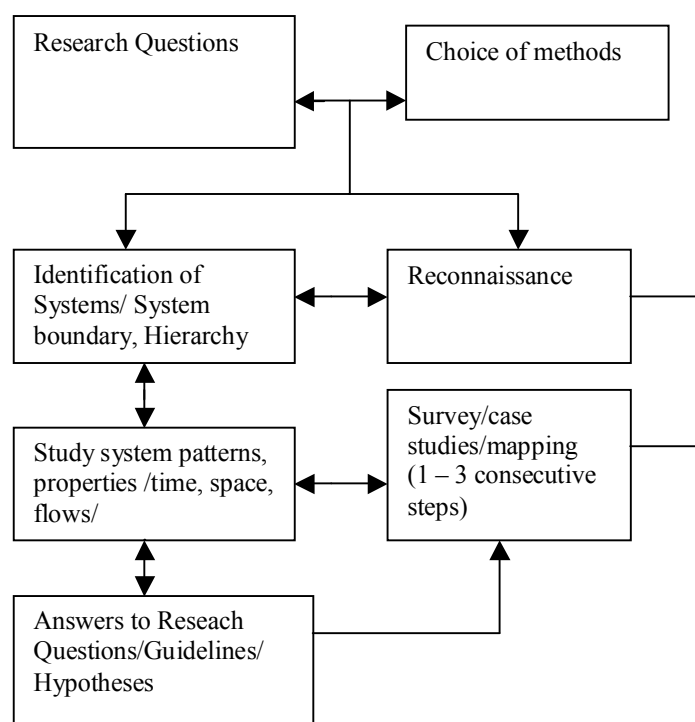 Research Questions
Choice of methods
Identification of
Systems/ System
boundary, Hierarchy
Reconnaissance
Survey/case
studies/mapping
(1 – 3 consecutive
steps)
Study system patterns,
properties /time, space,
flows/
Answers to Reseach
Questions/Guidelines/
Hypotheses